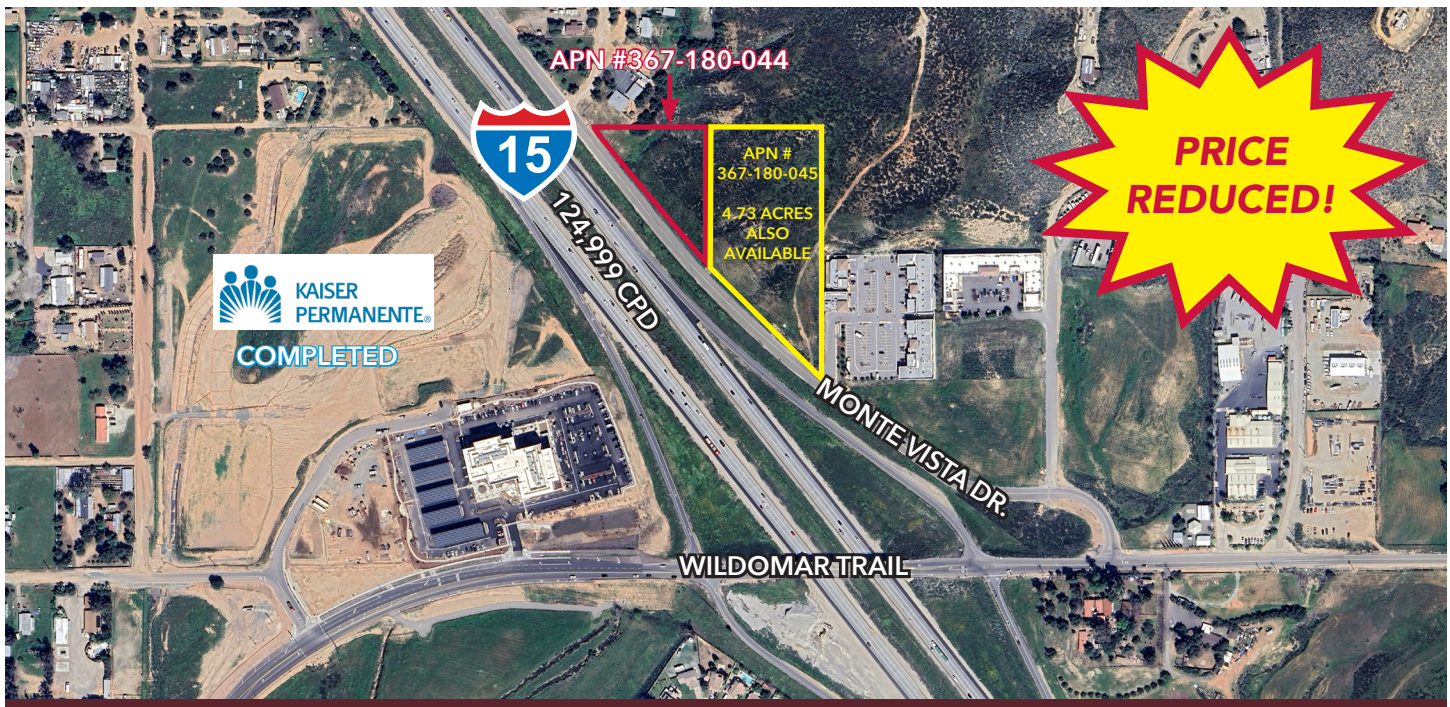 APN #367-180-044
PRICE
REDUCED!
15
APN #
367-180-045
4.73 ACRES
ALSO
AVAILABLE
124,999 CPD
KAISER
PERMANENTE®
COMPLETED
MONTE VISTA DR.
WILDOMAR TRAIL